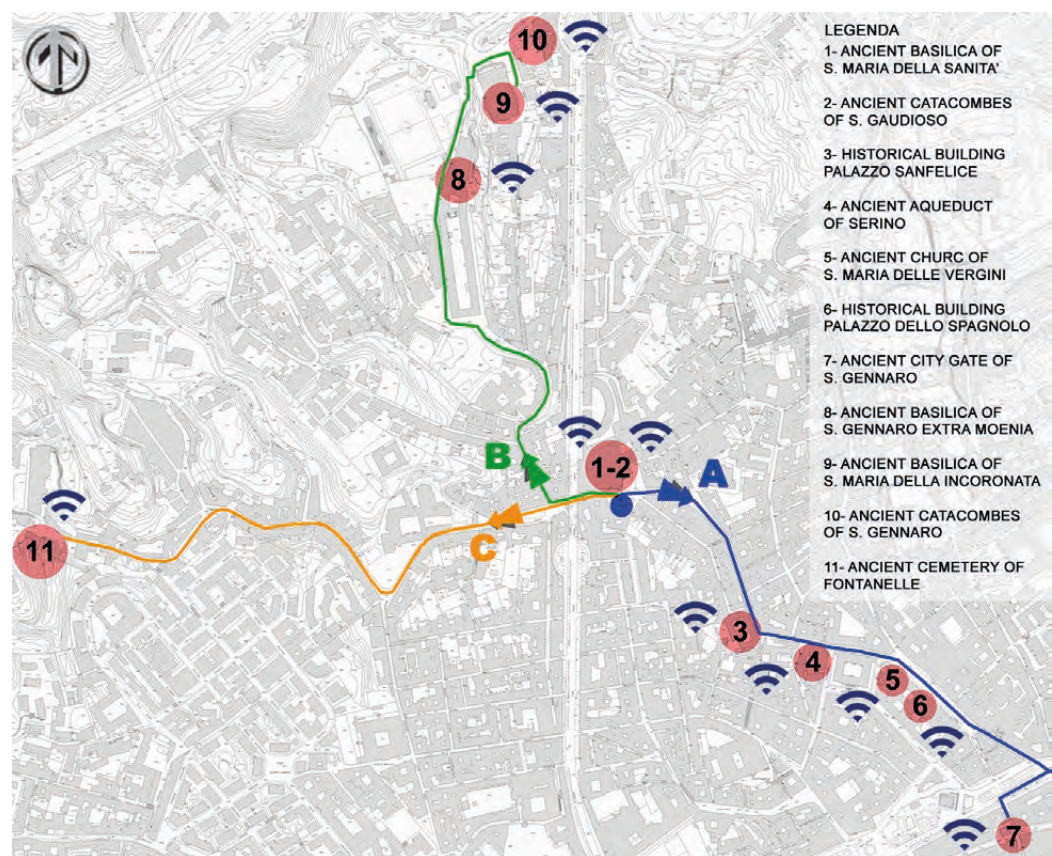 10
9
8
B
1-2
A
C
11
3
4
5
6
7
LEGENDA
1- ANCIENT BASILICA OF
S. MARIA DELLA SANITA'
2- ANCIENT CATACOMBES
OF S. GAUDIOSO
3- HISTORICAL BUILDING
PALAZZO SANFELICE
4- ANCIENT AQUEDUCT
OF SERINO
5- ANCIENT CHURC OF
S. MARIA DELLE VERGINI
6- HISTORICAL BUILDING
PALAZZO DELLO SPAGNOLO
7- ANCIENT CITY GATE OF
S. GENNARO
8- ANCIENT BASILICA OF
S. GENNARO EXTRA MOENIA
9- ANCIENT BASILICA OF
S. MARIA DELLA INCORONATA
10- ANCIENT CATACOMBES
OF S. GENNARO
11- ANCIENT CEMETERY OF
FONTANELLE